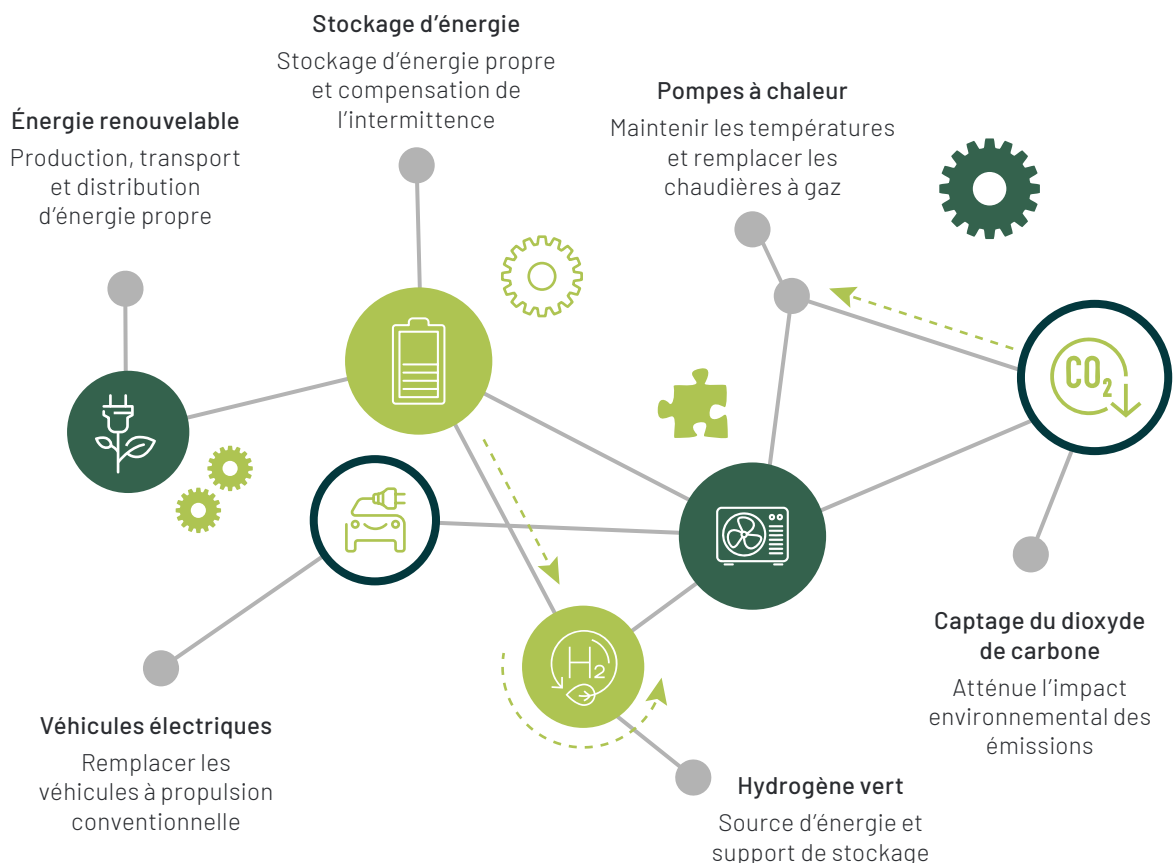 Stockage d'énergie
Stockage d'énergie propre
et compensation de
l'intermittence
Énergie renouvelable
Production, transport
et distribution
d'énergie propre
Pompes à chaleur
Maintenir les températures
et remplacer les
chaudières à gaz
CO₂
H₂
Véhicules électriques
Remplacer les
véhicules à propulsion
conventionnelle
Captage du dioxyde
de carbone
Atténue l'impact
environnemental des
émissions
Hydrogène vert
Source d'énergie et
support de stockage